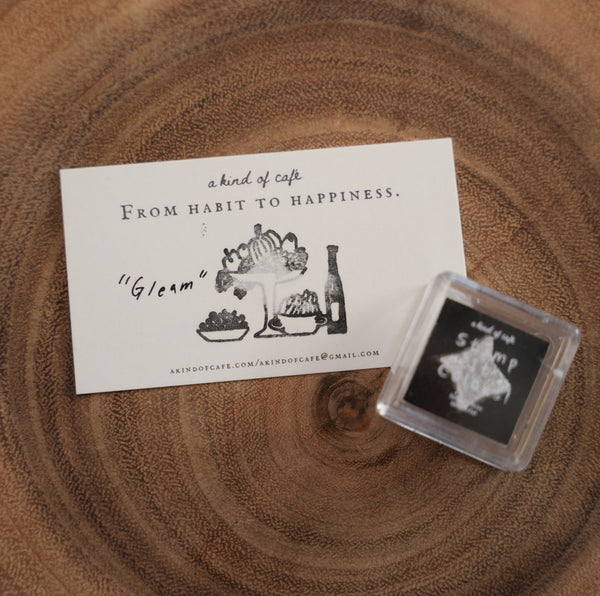 a kind of café
FROM HABIT TO HAPPINESS.
"Gleam"
AKINDOFCAFE.COM/AKINDOFCAFE@GMAIL.COM
a kind of café